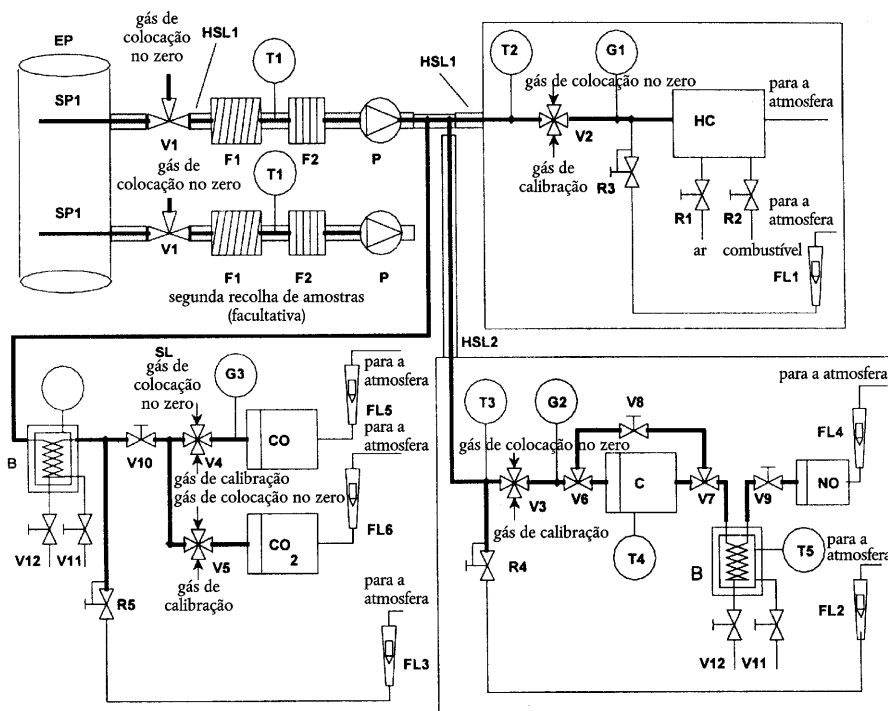 gás de
colocação
no zero
EP
HSL1
T1
SP1
V1
F1
F2
P
gás de
colocação no zero
T1
SP1
V1
F1
F2
P
segunda recolha de amostras
(facultativa)
HSL1
T2
G1
gás de colocação no zero
para a
atmosfera
HC
V2
gás de
calibração
R3
R1
R2
para a
atmosfera
ar
combustível
FL1
HSL2
SL
gás de
colocação
no zero
G3
para a
atmosfera
FL5
para a
atmosfera
CO
B
V10
V4
gás de calibração
gás de colocação no zero
FL6
CO
2
V12
V11
V5
gás de
calibração
R5
para a
atmosfera
FL3
T3
G2
V8
para a atmosfera
FL4
gás de colocação no zero
C
V3
V6
V7
V9
NO
gás de calibração
T4
R4
B
T5
para a
atmosfera
FL2
V12
V11